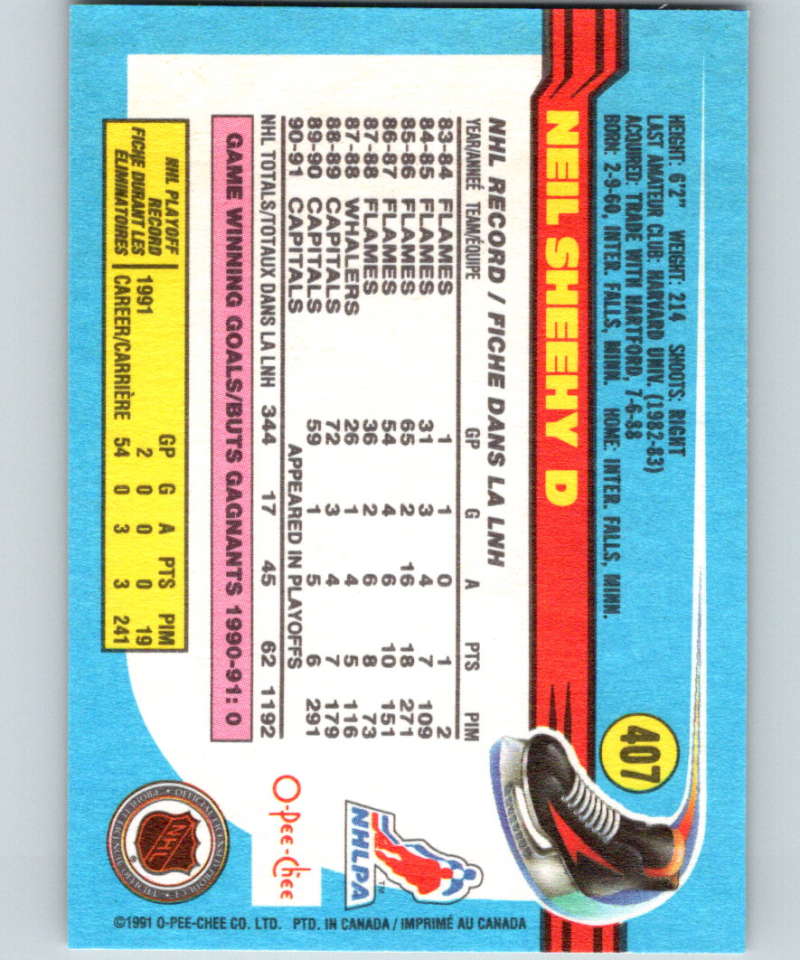 407
NEIL SHEEHY D
HEIGHT: 6'2" WEIGHT: 214 SHOOTS: RIGHT
LAST AMATEUR CLUB: HARVARD UNIV. (1982-83)
ACQUIRED: TRADE WITH HARTFORD, 7-6-88
BORN: 2-9-60, INTER. FALLS, MINN. HOME: INTER. FALLS, MINN.
NHL RECORD / FICHE DANS LA LNH
YEAR/ANNÉE TEAM/ÉQUIPE GP G A PTS PIM
83-84 FLAMES 1 1 0 1 2
84-85 FLAMES 31 3 4 7 109
85-86 FLAMES 65 2 16 18 271
86-87 FLAMES 54 4 6 10 151
87-88 FLAMES 36 2 6 8 73
87-88 WHALERS 26 1 4 5 116
88-89 CAPITALS 72 3 4 7 179
89-90 CAPITALS 59 1 5 6 291
90-91 CAPITALS APPEARED IN PLAYOFFS
NHL TOTALS/TOTAUX DANS LA LNH 344 17 45 62 1192
GAME WINNING GOALS/BUTS GAGNANTS 1990-91: 0
NHL PLAYOFF RECORD
FICHE DURANT LES ÉLIMINATOIRES
GP G A PTS PIM
1991 2 0 0 0 19
CAREER/CARRIÈRE 54 0 3 3 241
NHLPA
TM
O-Pee-Chee
NHL
©1991 O-PEE-CHEE CO. LTD. PTD. IN CANADA / IMPRIMÉ AU CANADA